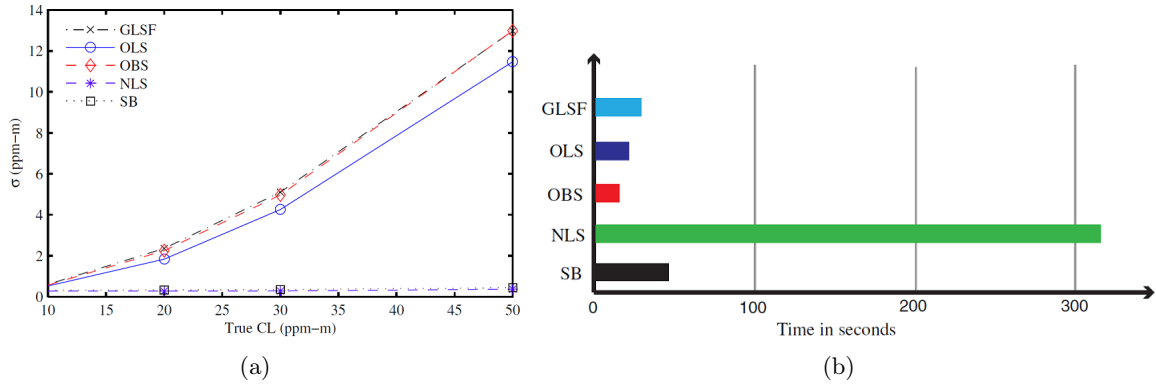 14
12
10
8
6
4
2
0
σ (ppm−m)
GLSF
OLS
OBS
NLS
SB
10 15 20 25 30 35 40 45 50
True CL (ppm−m)
(a)
GLSF
OLS
OBS
NLS
SB
0 100 200 300
Time in seconds
(b)